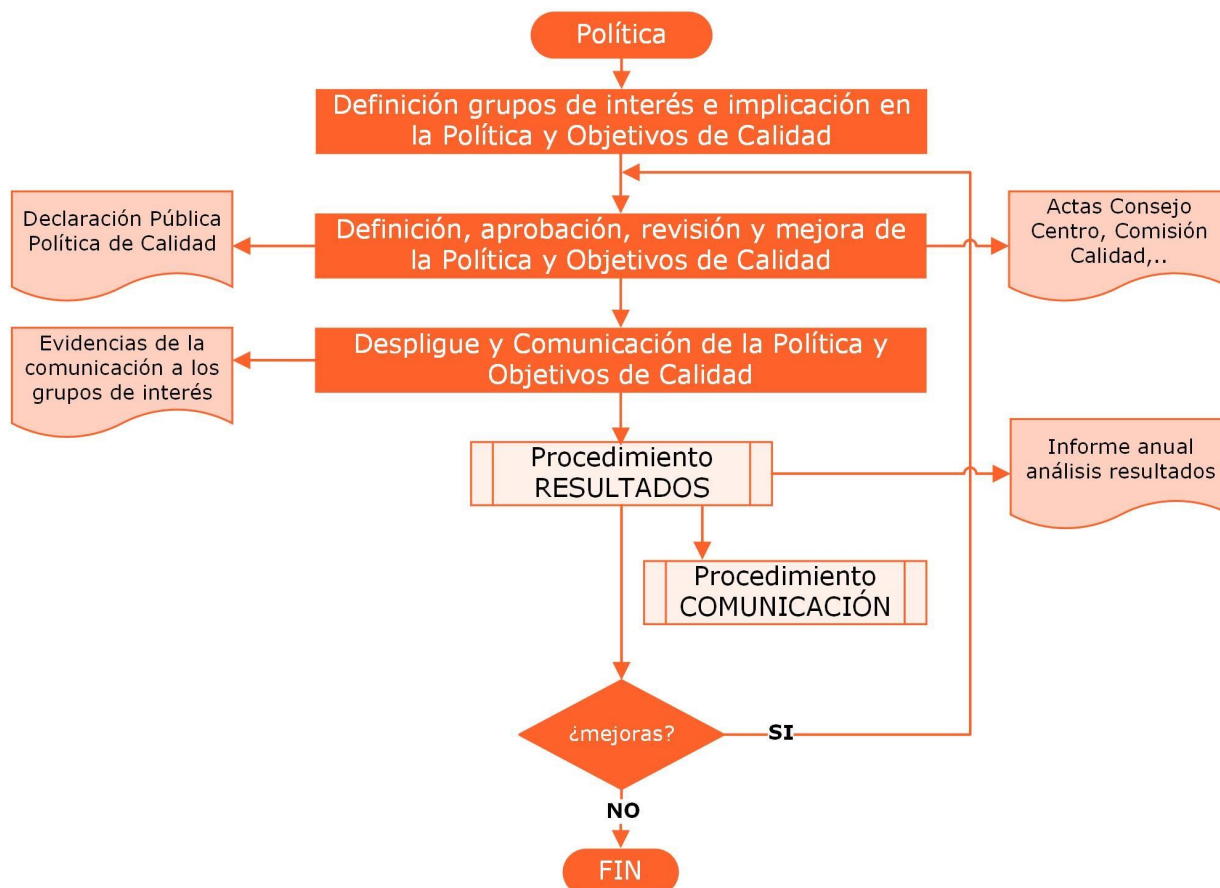 Política
Definición grupos de interés e implicación en
la Política y Objetivos de Calidad
Declaración Pública
Política de Calidad
Definición, aprobación, revisión y mejora de
la Política y Objetivos de Calidad
Actas Consejo
Centro, Comisión
Calidad,..
Evidencias de la
comunicación a los
grupos de interés
Despligue y Comunicación de la Política y
Objetivos de Calidad
Procedimiento
RESULTADOS
Informe anual
análisis resultados
Procedimiento
COMUNICACIÓN
¿mejoras?
SI
NO
FIN